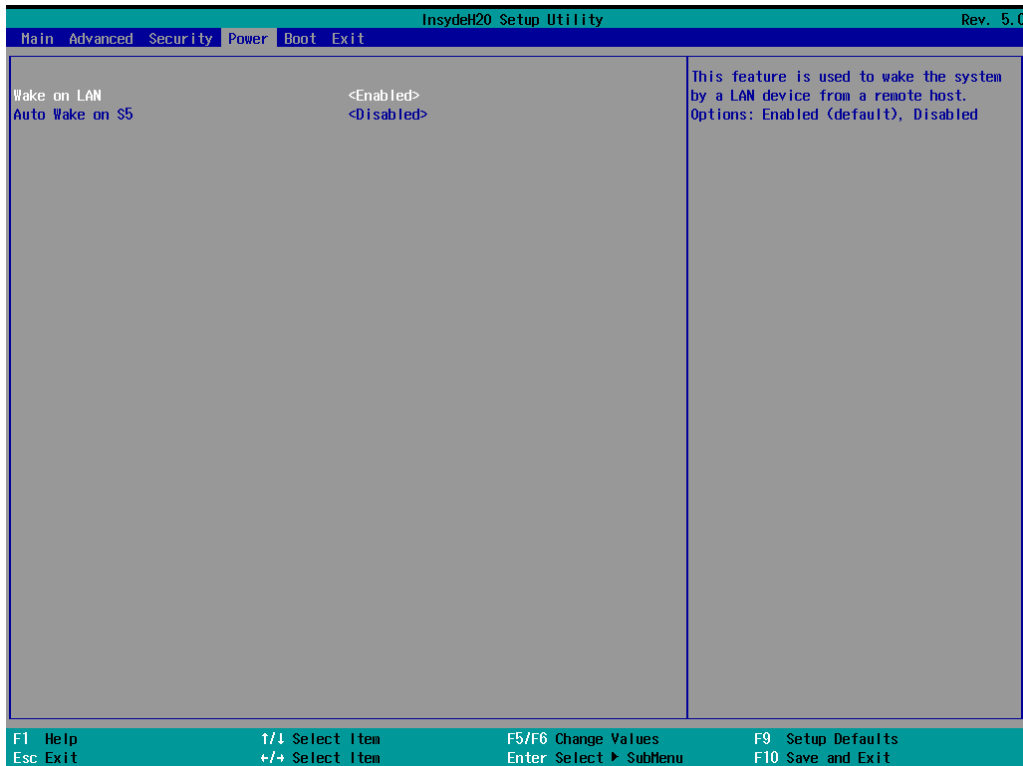 InsydeH20 Setup Utility Rev. 5.0
Main Advanced Security Power Boot Exit
Wake on LAN <Enabled>
Auto Wake on S5 <Disabled>
This feature is used to wake the system
by a LAN device from a remote host.
Options: Enabled (default), Disabled
F1 Help ↑/↓ Select Item F5/F6 Change Values F9 Setup Defaults
Esc Exit ←/→ Select Item Enter Select ▶ SubMenu F10 Save and Exit